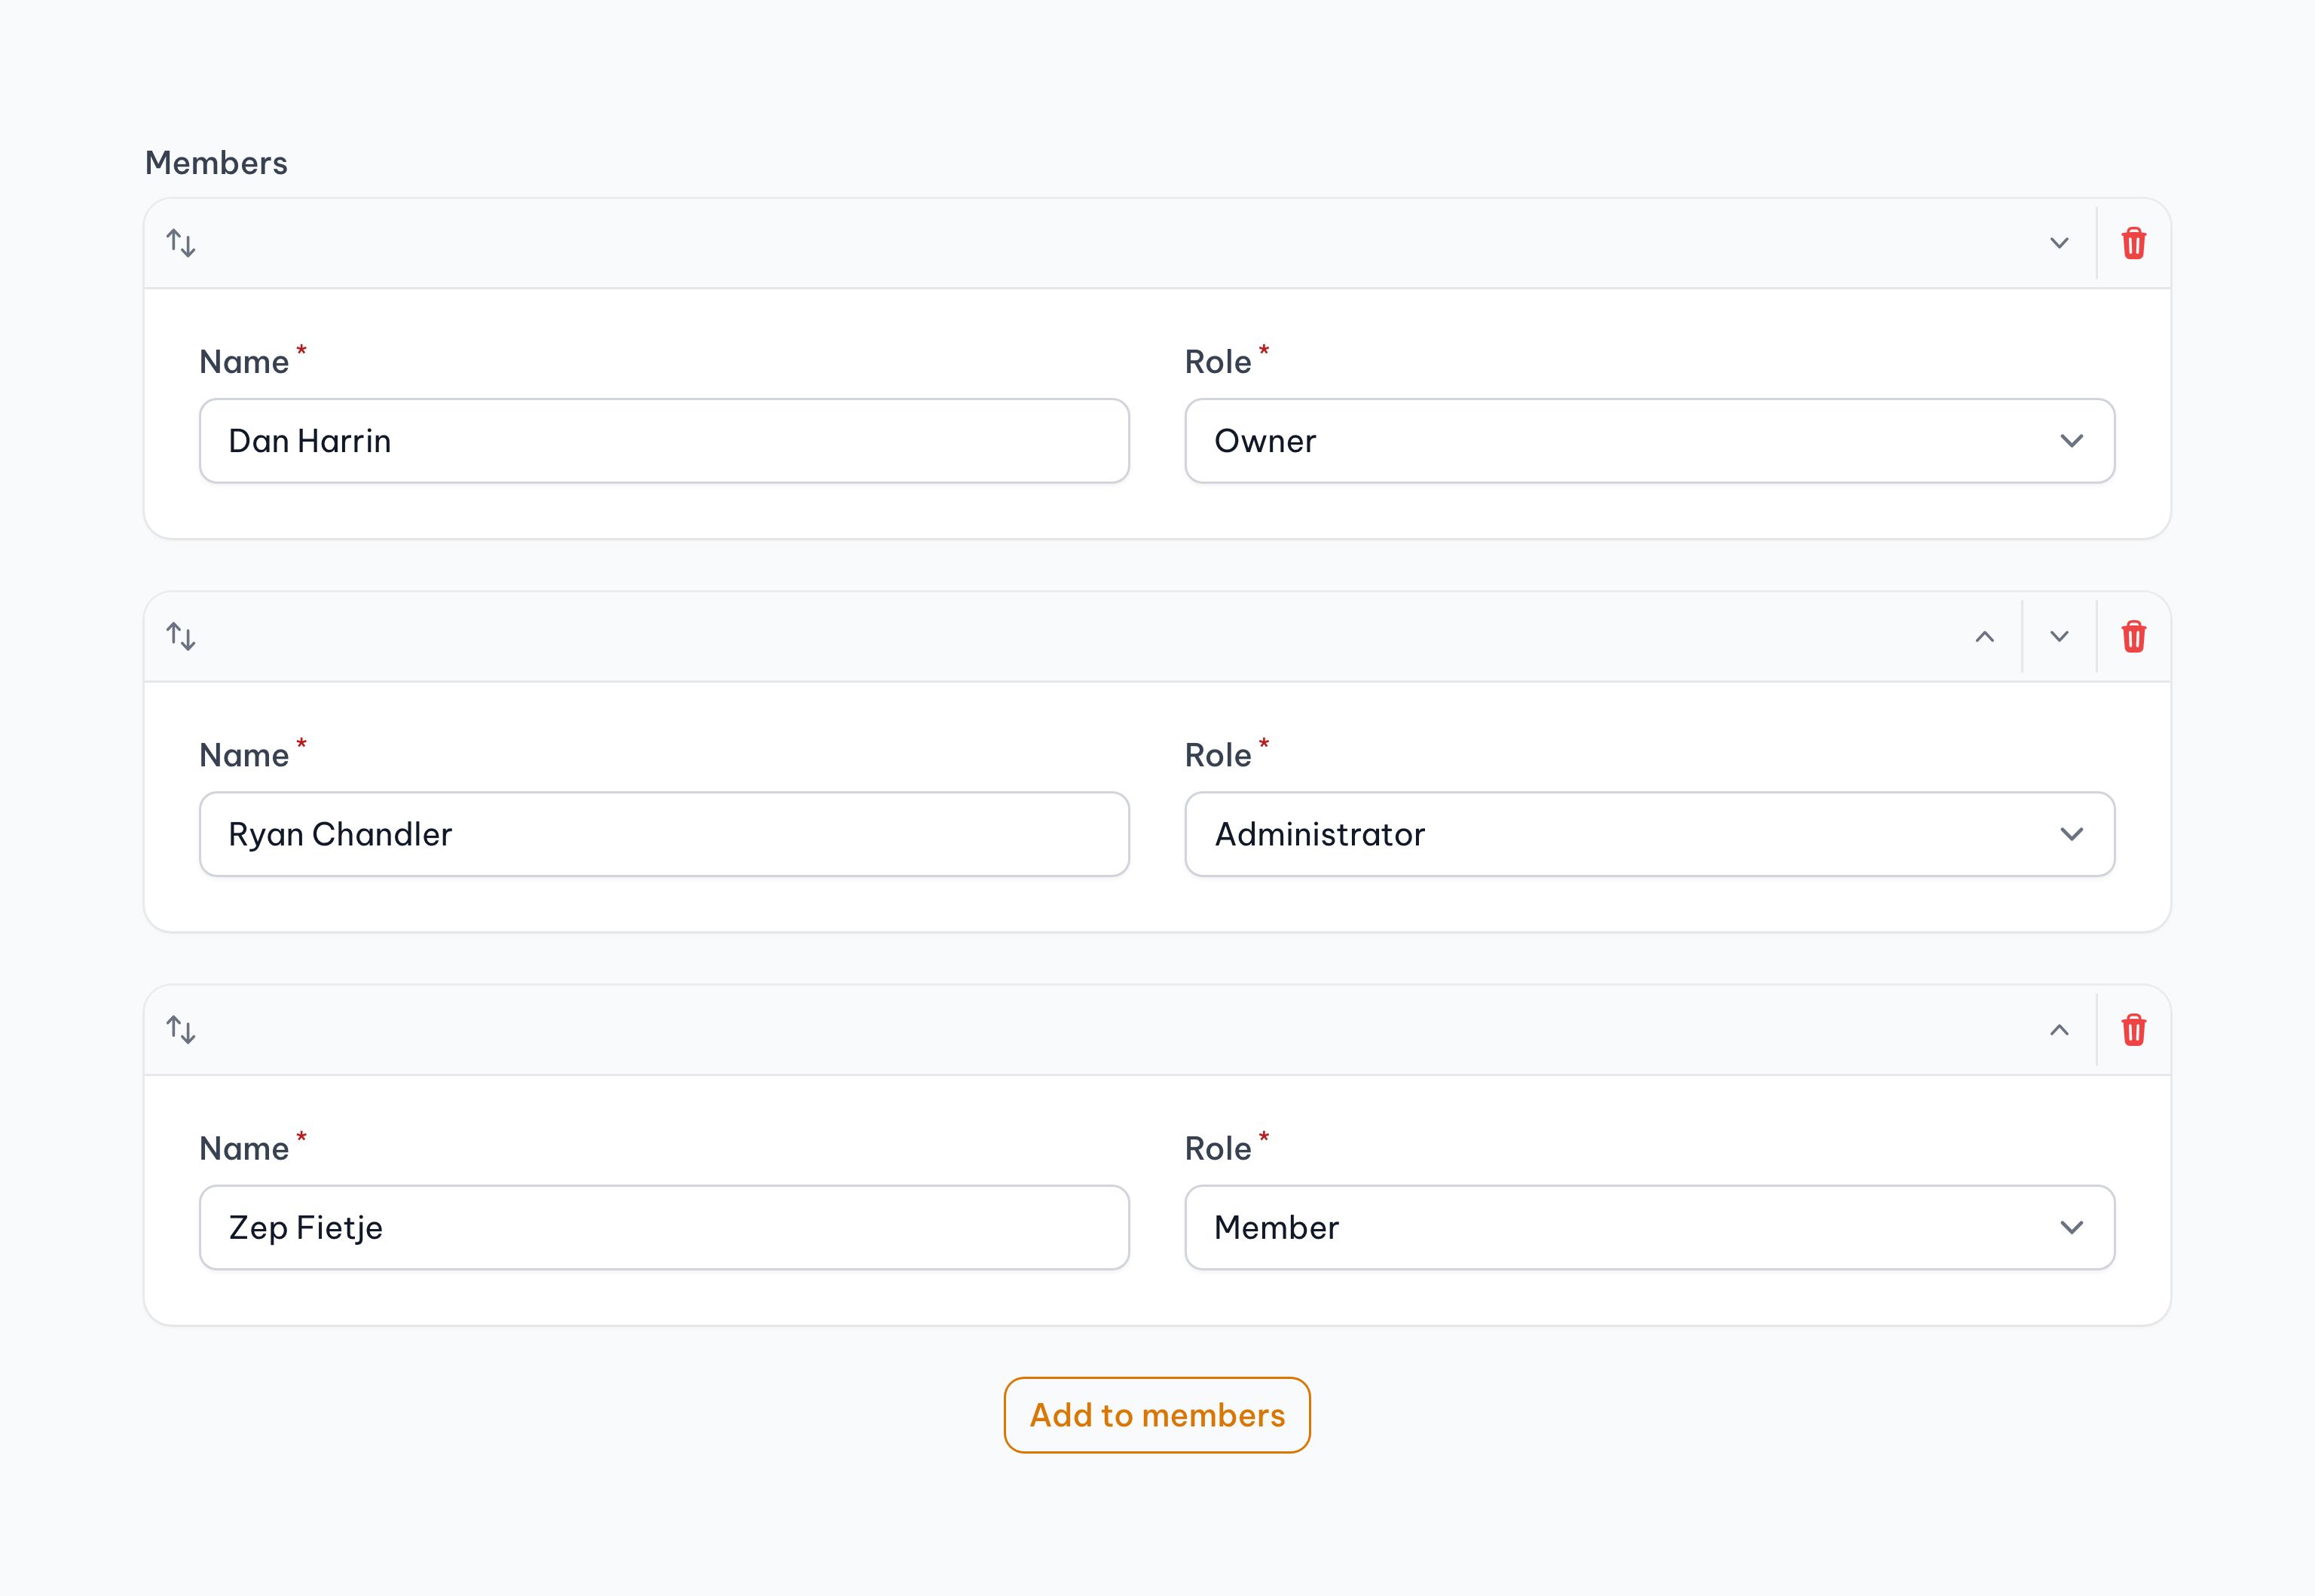 Members
Name* Role*
Dan Harrin Owner
Name* Role*
Ryan Chandler Administrator
Name* Role*
Zep Fietje Member
Add to members